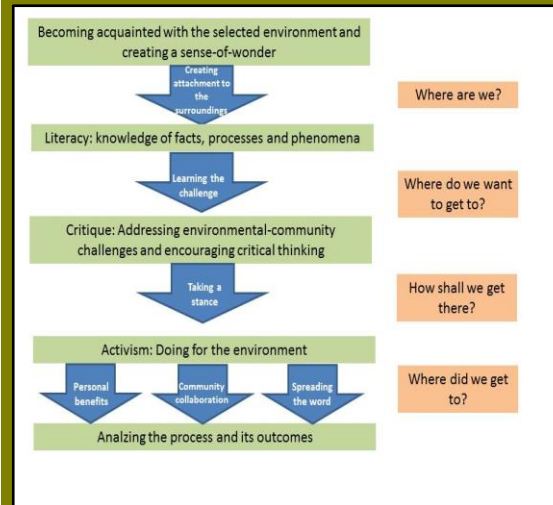 Becoming acquainted with the selected environment and
creating a sense-of-wonder
Creating
attachment to
the
surroundings
Where are we?
Literacy: knowledge of facts, processes and phenomena
Learning the
challenge
Where do we want
to get to?
Critique: Addressing environmental-community
challenges and encouraging critical thinking
Taking a
stance
How shall we get
there?
Activism: Doing for the environment
Personal
benefits
Community
collaboration
Spreading
the word
Where did we get
to?
Analzing the process and its outcomes